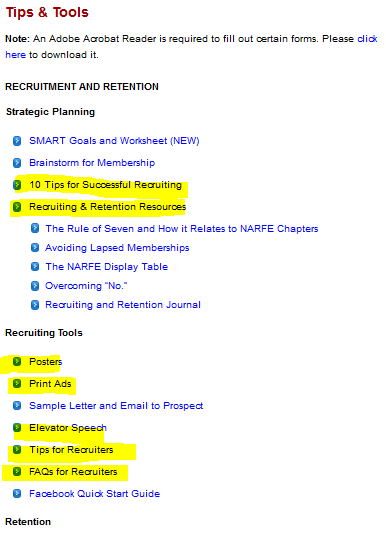 Tips & Tools
Note: An Adobe Acrobat Reader is required to fill out certain forms. Please click
here to download it.
RECRUITMENT AND RETENTION
Strategic Planning
SMART Goals and Worksheet (NEW)
Brainstorm for Membership
10 Tips for Successful Recruiting
Recruiting & Retention Resources
The Rule of Seven and How it Relates to NARFE Chapters
Avoiding Lapsed Memberships
The NARFE Display Table
Overcoming "No."
Recruiting and Retention Journal
Recruiting Tools
Posters
Print Ads
Sample Letter and Email to Prospect
Elevator Speech
Tips for Recruiters
FAQs for Recruiters
Facebook Quick Start Guide
Retention